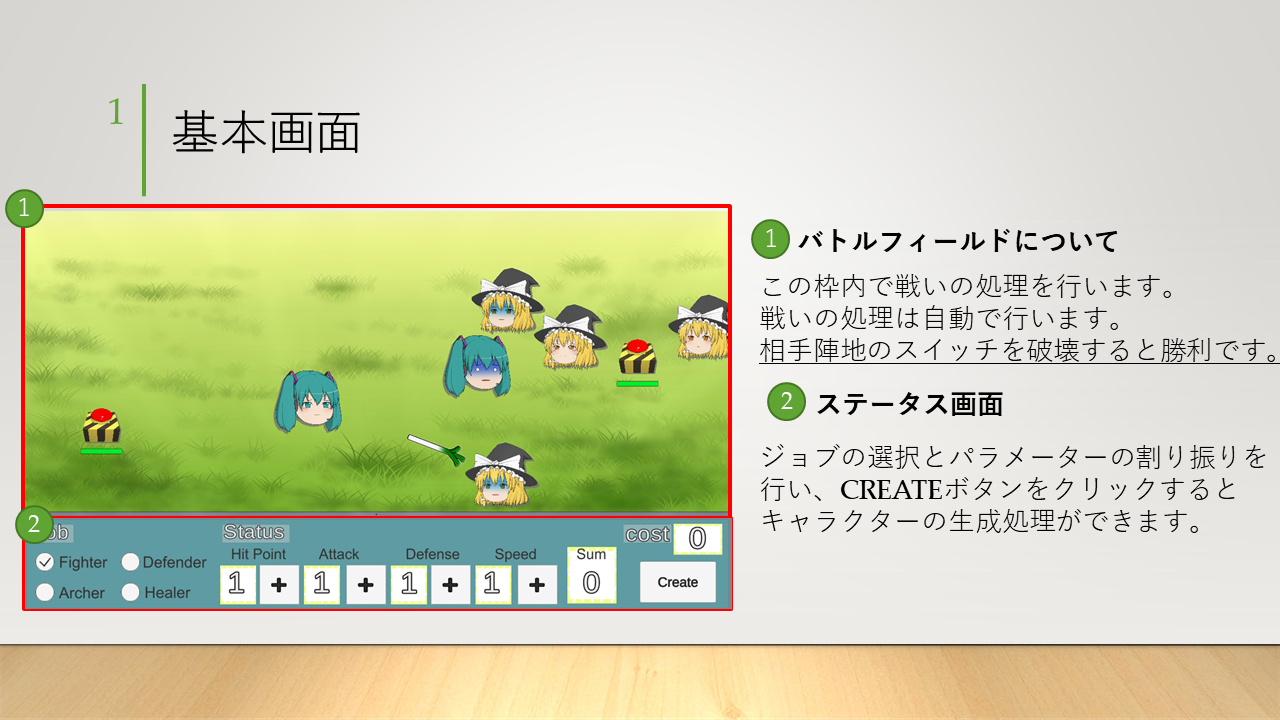 1
基本画面
1
1 バトルフィールドについて
この枠内で戦いの処理を行います。
戦いの処理は自動で行います。
相手陣地のスイッチを破壊すると勝利です。
2 ステータス画面
ジョブの選択とパラメーターの割り振りを
行い、CREATEボタンをクリックすると
キャラクターの生成処理ができます。
2
Status
cost 0
Hit Point Attack Defense Speed Sum
Fighter Defender
1 + 1 + 1 + 1 + 0
Create
Archer Healer